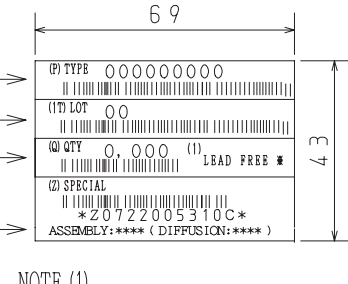 69
(P) TYPE 000000000
(1T) LOT 00
(Q) QTY 0, 000 (1) LEAD FREE *
43
(Z) SPECIAL
*Z0722005310C*
ASSEMBLY:**** ( DIFFUSION:**** )
NOTE (1)